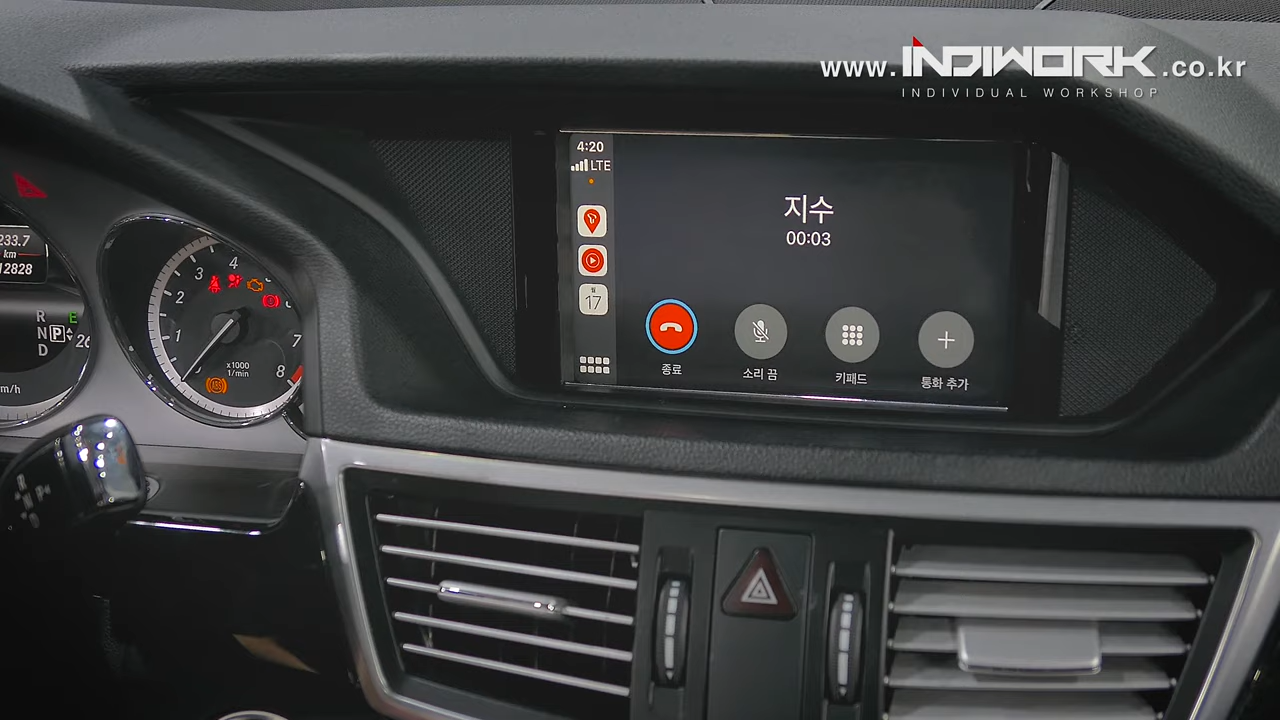 www.INDIWORK.co.kr
INDIVIDUAL WORKSHOP
4:20
LTE
지수
00:03
17
종료
소리 끔
키패드
통화 추가
233.7
km
12828
R
N P
D
E
26
km/h
1
2
3
4
7
8
x1000
1/min